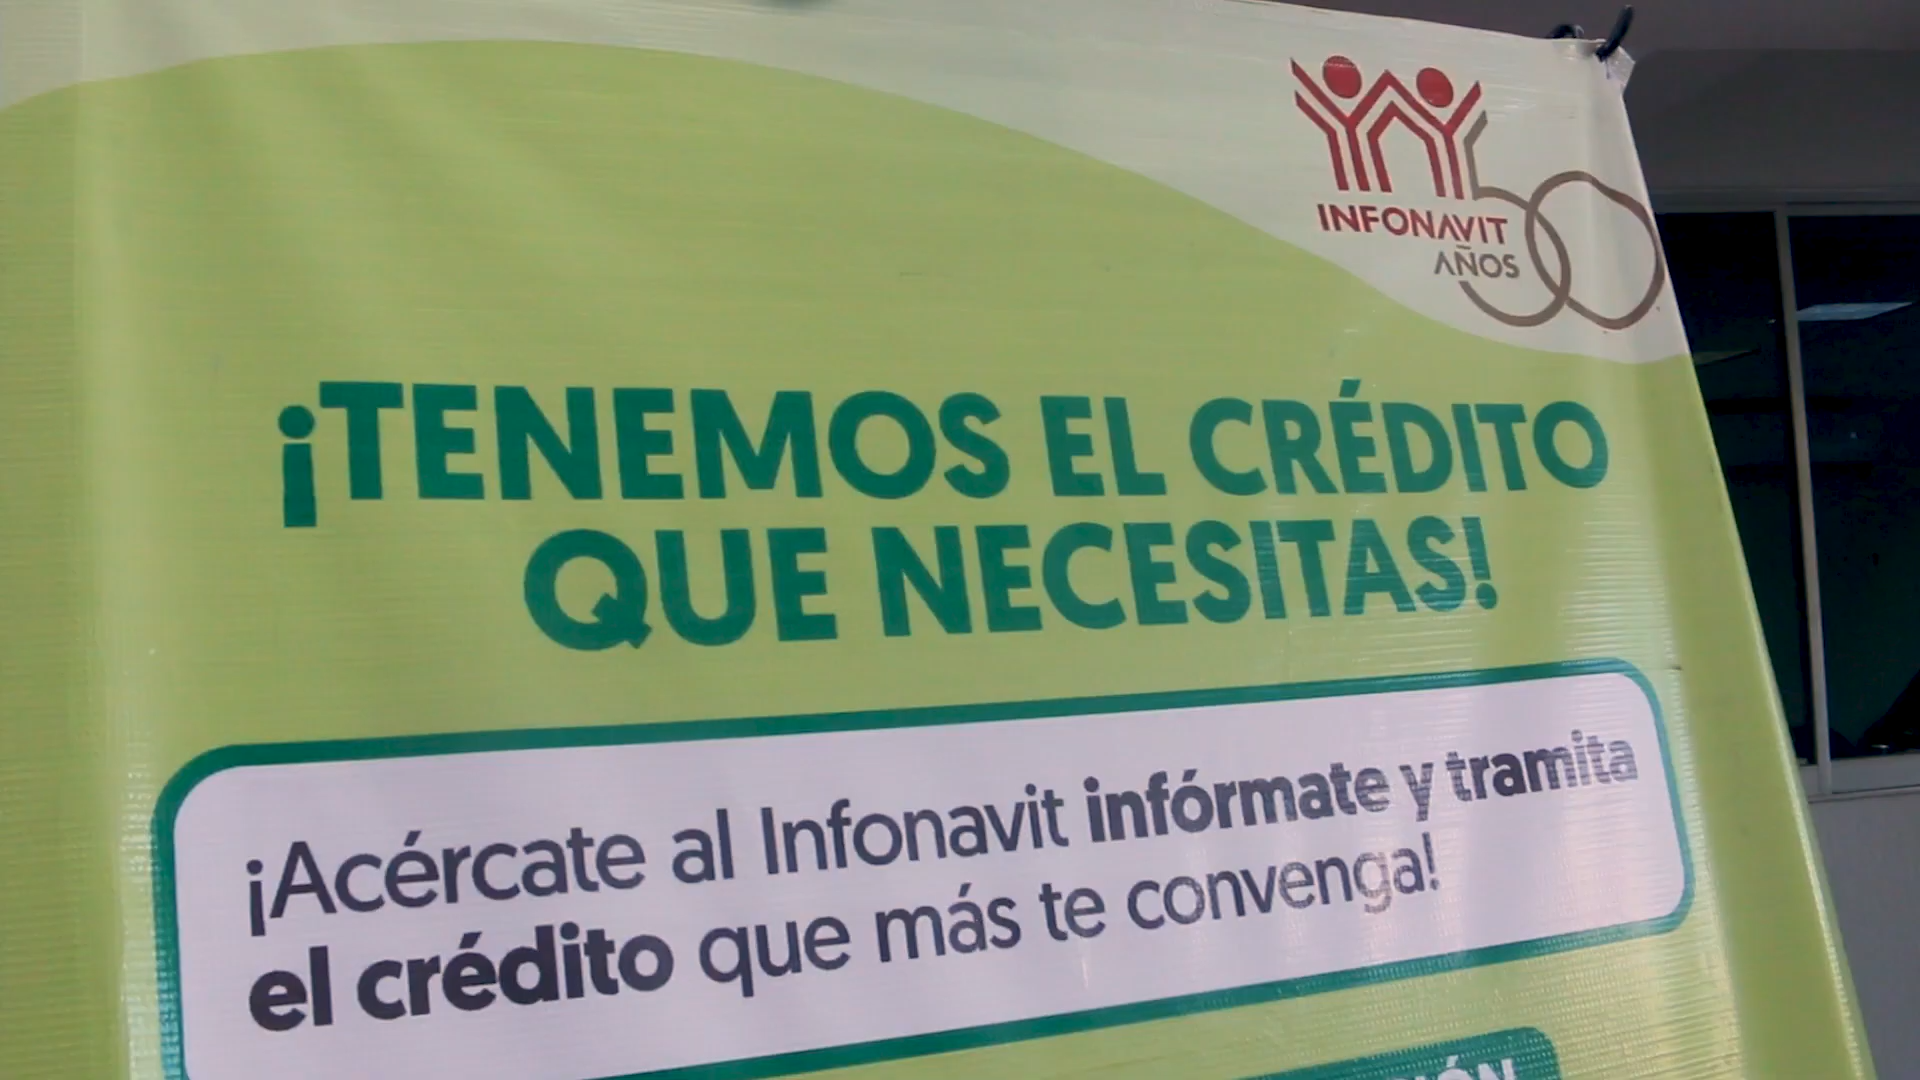 INFONAVIT
AÑOS
¡TENEMOS EL CRÉDITO
QUE NECESITAS!
¡Acércate al Infonavit infórmate y tramita
el crédito que más te convenga!